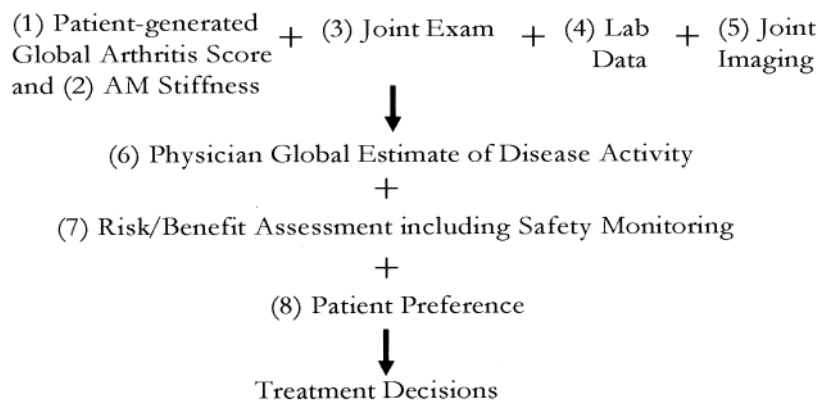 (1) Patient-generated
Global Arthritis Score
and (2) AM Stiffness
+ (3) Joint Exam + (4) Lab
Data
+ (5) Joint
Imaging
(6) Physician Global Estimate of Disease Activity
+
(7) Risk/Benefit Assessment including Safety Monitoring
+
(8) Patient Preference
Treatment Decisions